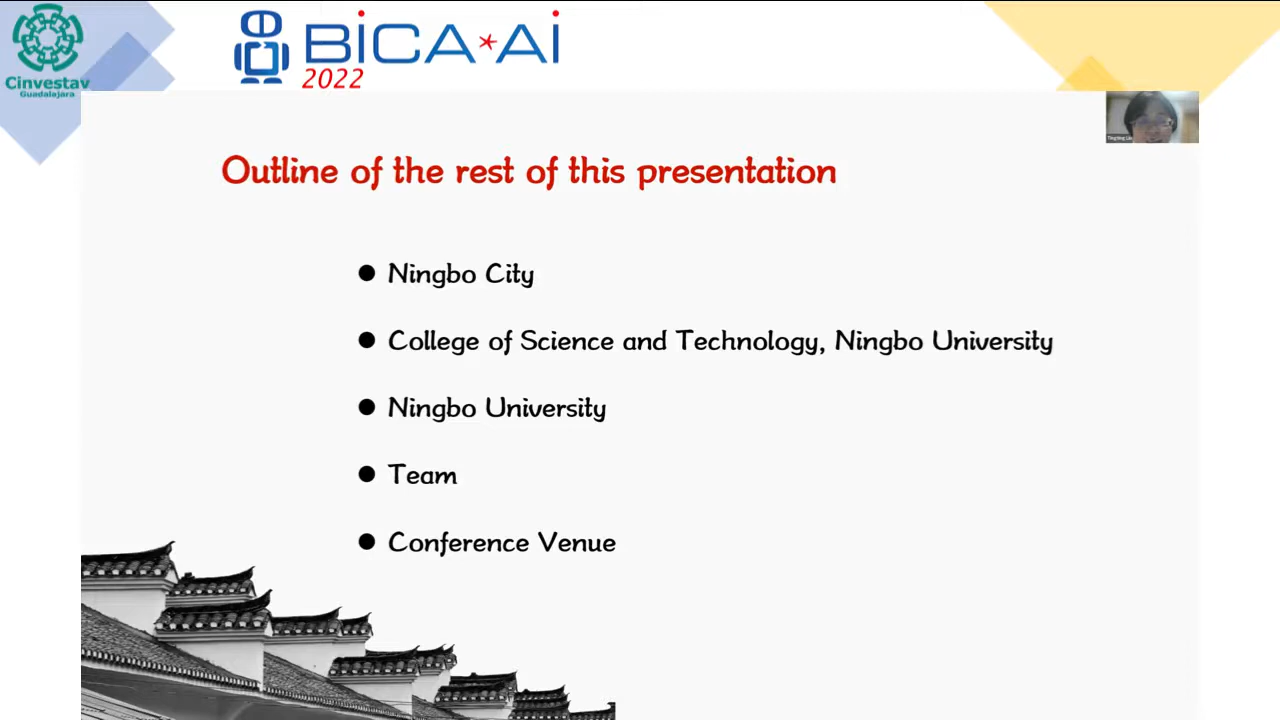 Cinvestav
Guadalajara
BiCA*Ai
2022
Outline of the rest of this presentation
● Ningbo City
● College of Science and Technology, Ningbo University
● Ningbo University
● Team
● Conference Venue